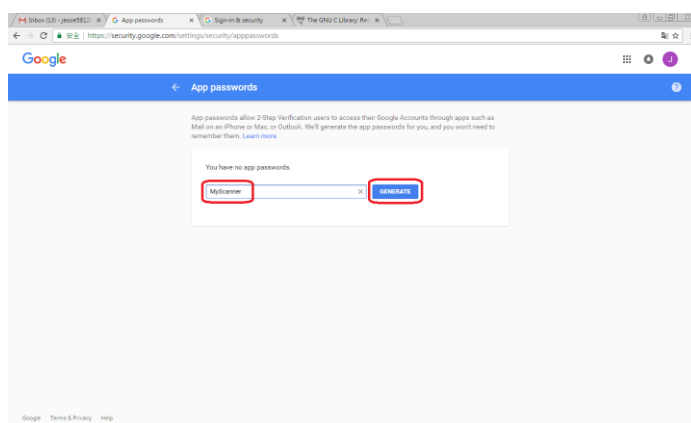 Inbox (13) - jessie5812
App passwords
Sign-in & security
The GNU C Library: Re
安全 | https://security.google.com/settings/security/apppasswords
Google
J
App passwords
App passwords allow 2-Step Verification users to access their Google Accounts through apps such as
Mail on an iPhone or Mac, or Outlook. We'll generate the app passwords for you, and you won't need to
remember them. Learn more
You have no app passwords.
MyScanner
GENERATE
Google Terms & Privacy Help